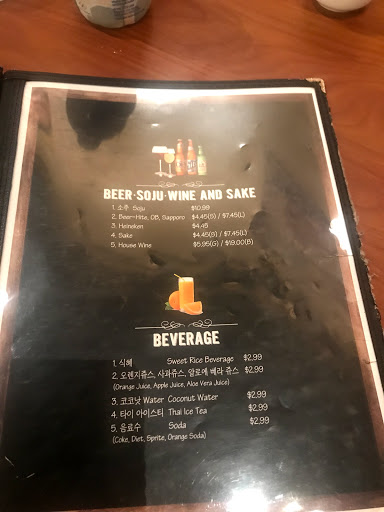 BEER·SOJU·WINE AND SAKE
1. 소주 Soju $10.99
2. Beer-Hite, OB, Sapporo $4.45(S) / $7.45(L)
3. Heineken $4.45
4. Sake $4.45(S) / $7.45(L)
5. House Wine $5.95(G) / $19.00(B)
BEVERAGE
1. 식혜 Sweet Rice Beverage $2.99
2. 오렌지쥬스, 사과쥬스, 알로에 베라 쥬스 $2.99
(Orange Juice, Apple Juice, Aloe Vera Juice)
3. 코코낫 Water Coconut Water $2.99
4. 타이 아이스티 Thai Ice Tea $2.99
5. 음료수 Soda $2.99
(Coke, Diet, Sprite, Orange Soda)